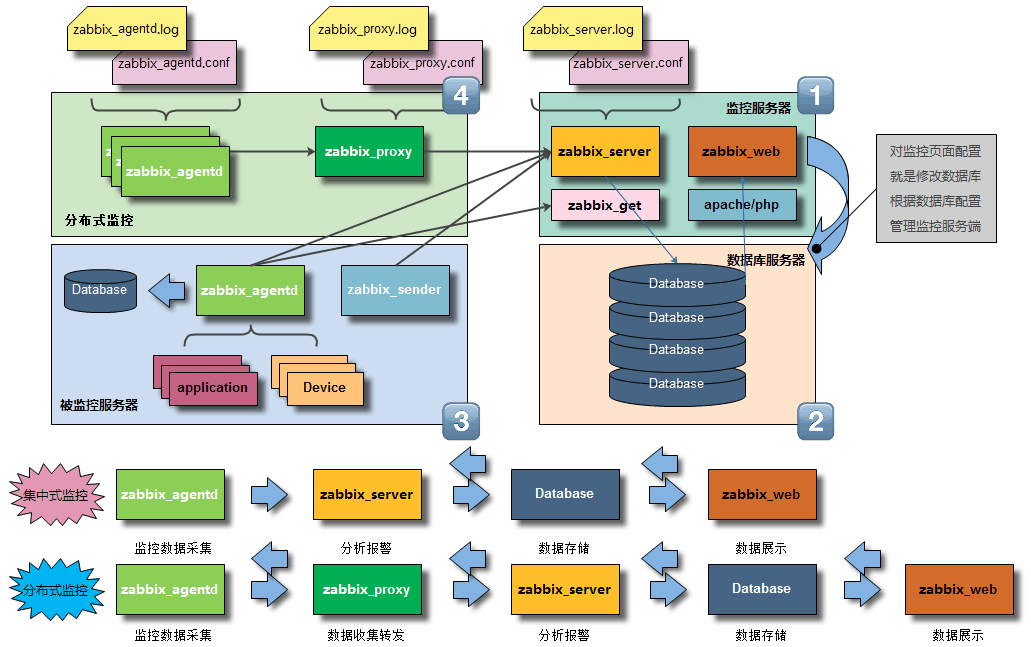 zabbix_agentd.log
zabbix_proxy.log
zabbix_server.log
zabbix_agentd.conf
zabbix_proxy.conf
zabbix_server.conf
4
1
监控服务器
z
z
zabbix_agentd
zabbix_proxy
分布式监控
zabbix_server
zabbix_web
zabbix_get
apache/php
对监控页面配置
就是修改数据库
根据数据库配置
管理监控服务端
Database
zabbix_agentd
zabbix_sender
application
Device
被监控服务器
3
数据库服务器
Database
Database
Database
Database
2
集中式监控
zabbix_agentd
zabbix_server
Database
zabbix_web
监控数据采集
分析报警
数据存储
数据展示
分布式监控
zabbix_agentd
zabbix_proxy
zabbix_server
Database
zabbix_web
监控数据采集
数据收集转发
分析报警
数据存储
数据展示